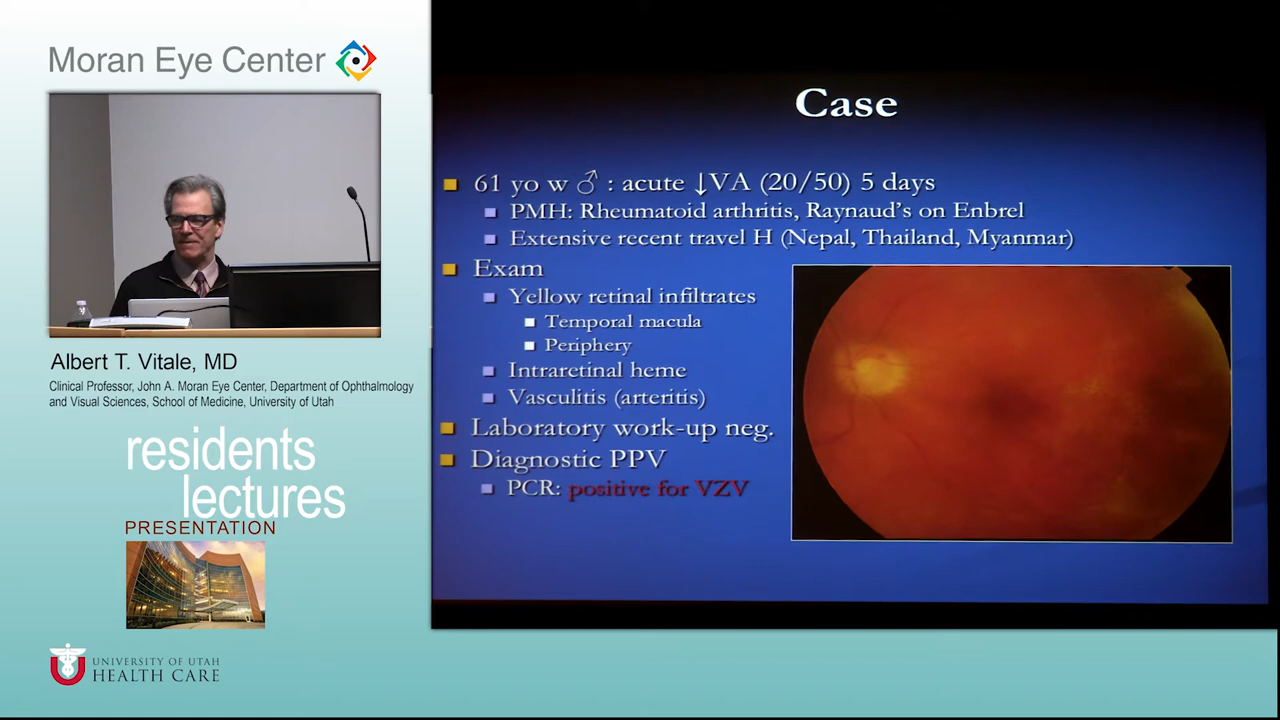 Moran Eye Center
Albert T. Vitale, MD
Clinical Professor, John A. Moran Eye Center, Department of Ophthalmology
and Visual Sciences, School of Medicine, University of Utah
residents
lectures
PRESENTATION
UNIVERSITY OF UTAH
HEALTH CARE
Case
61 yo w ♂ : acute ↓VA (20/50) 5 days
PMH: Rheumatoid arthritis, Raynaud's on Enbrel
Extensive recent travel H (Nepal, Thailand, Myanmar)
Exam
Yellow retinal infiltrates
Temporal macula
Periphery
Intraretinal heme
Vasculitis (arteritis)
Laboratory work-up neg.
Diagnostic PPV
PCR: positive for VZV